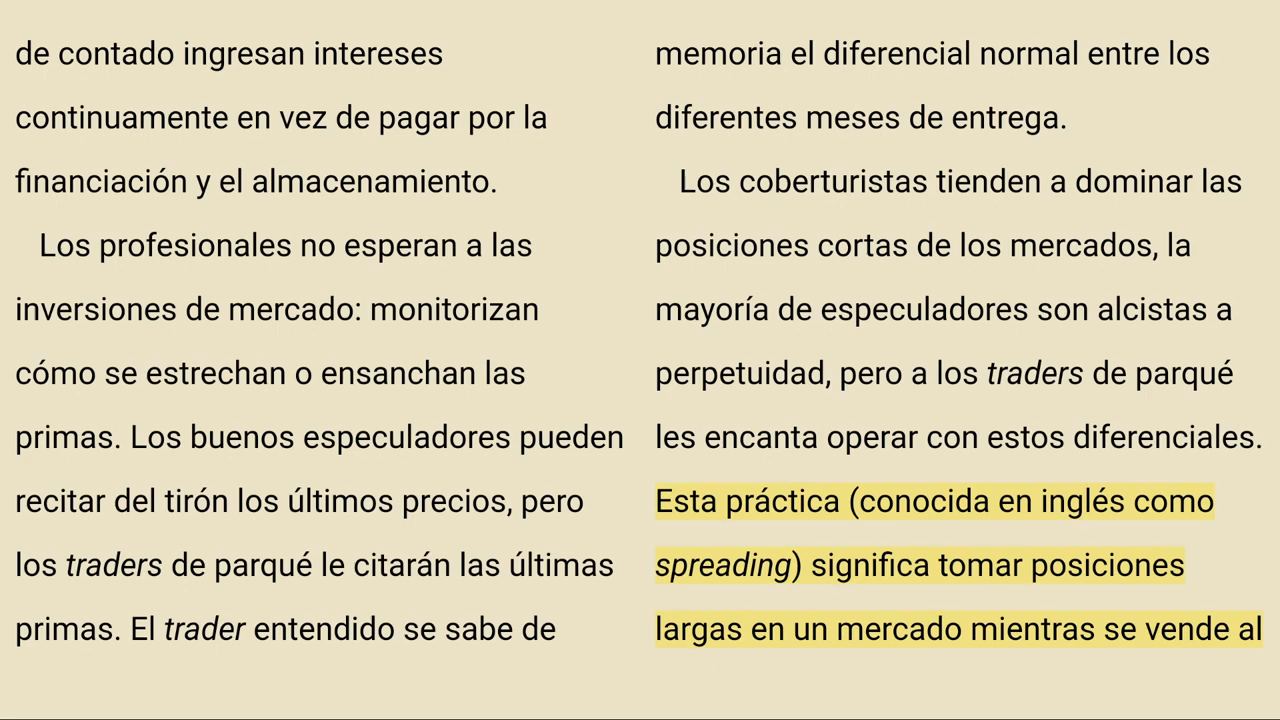 de contado ingresan intereses
continuamente en vez de pagar por la
financiación y el almacenamiento.
Los profesionales no esperan a las
inversiones de mercado: monitorizan
cómo se estrechan o ensanchan las
primas. Los buenos especuladores pueden
recitar del tirón los últimos precios, pero
los traders de parqué le citarán las últimas
primas. El trader entendido se sabe de
memoria el diferencial normal entre los
diferentes meses de entrega.
Los coberturistas tienden a dominar las
posiciones cortas de los mercados, la
mayoría de especuladores son alcistas a
perpetuidad, pero a los traders de parqué
les encanta operar con estos diferenciales.
Esta práctica (conocida en inglés como
spreading) significa tomar posiciones
largas en un mercado mientras se vende al